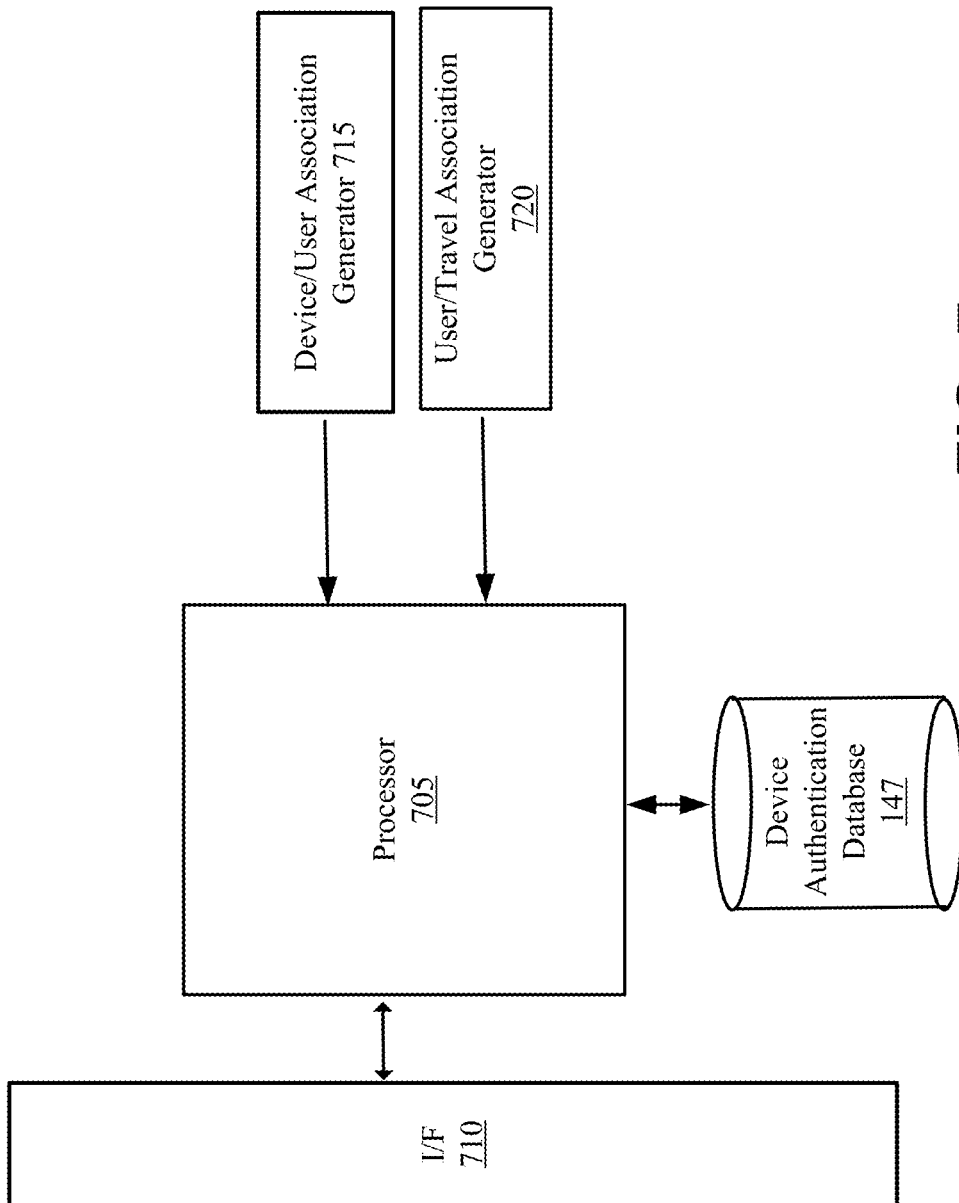 I/F
710
Processor
705
Device/User Association
Generator 715
User/Travel Association
Generator
720
Device
Authentication
Database
147